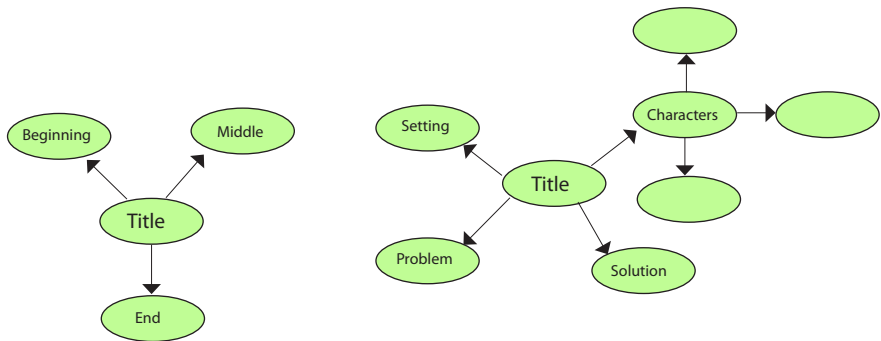 Beginning
Middle
Title
End
Setting
Characters
Title
Problem
Solution